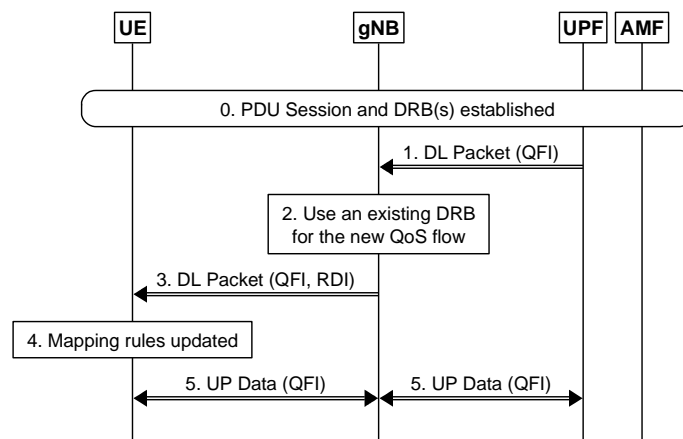 UE gNB UPF AMF
0. PDU Session and DRB(s) established
1. DL Packet (QFI)
2. Use an existing DRB
for the new QoS flow
3. DL Packet (QFI, RDI)
4. Mapping rules updated
5. UP Data (QFI) 5. UP Data (QFI)